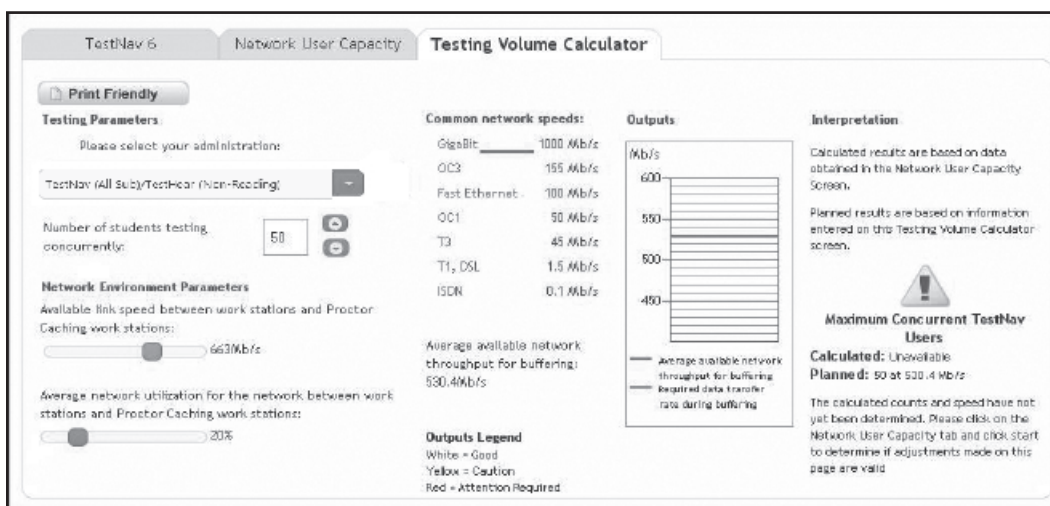 TestNav 6
Network User Capacity
Testing Volume Calculator
Print Friendly
Testing Parameters
Please select your administration:
TestNav (All Sub)/TestHear (Non-Reading)
Number of students testing
concurrently:
50
Network Environment Parameters
Available link speed between work stations and Proctor
Caching work stations:
663Mb/s
Average network utilization for the network between work
stations and Proctor Caching work stations:
20%
Common network speeds:
GigaBit 1000 Mb/s
OC3 155 Mb/s
Fast Ethernet 100 Mb/s
OC1 50 Mb/s
T3 45 Mb/s
T1, DSL 1.5 Mb/s
ISDN 0.1 Mb/s
Average available network
throughput for buffering:
530.4Mb/s
Outputs Legend
White = Good
Yellow = Caution
Red = Attention Required
Outputs
Mb/s
600
550
500
450
Average available network
throughput for buffering
Required data transfer
rate during buffering
Interpretation
Calculated results are based on data
obtained in the Network User Capacity
Screen.
Planned results are based on information
entered on this Testing Volume Calculator
screen.
Maximum Concurrent TestNav
Users
Calculated: Unavailable
Planned: 50 at 530.4 Mb/s
The calculated counts and speed have not
yet been determined. Please click on the
Network User Capacity tab and click start
to determine if adjustments made on this
page are valid